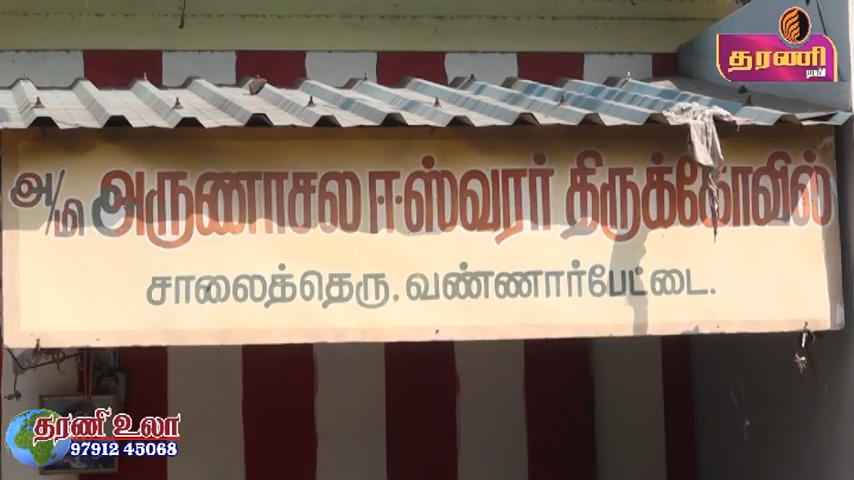 தரணி
அ/மி அருணாசல ஈஸ்வரர் திருக்கோவில்
சாலைத்தெரு, வண்ணார்பேட்டை.
தரணி உலா
97912 45068